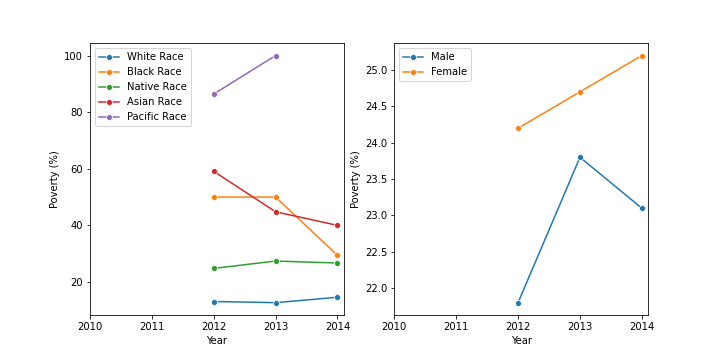 White Race
Black Race
Native Race
Asian Race
Pacific Race
100
80
60
40
20
Poverty (%)
2010 2011 2012 2013 2014
Year
Male
Female
25.0
24.5
24.0
23.5
23.0
22.5
22.0
Poverty (%)
2010 2011 2012 2013 2014
Year